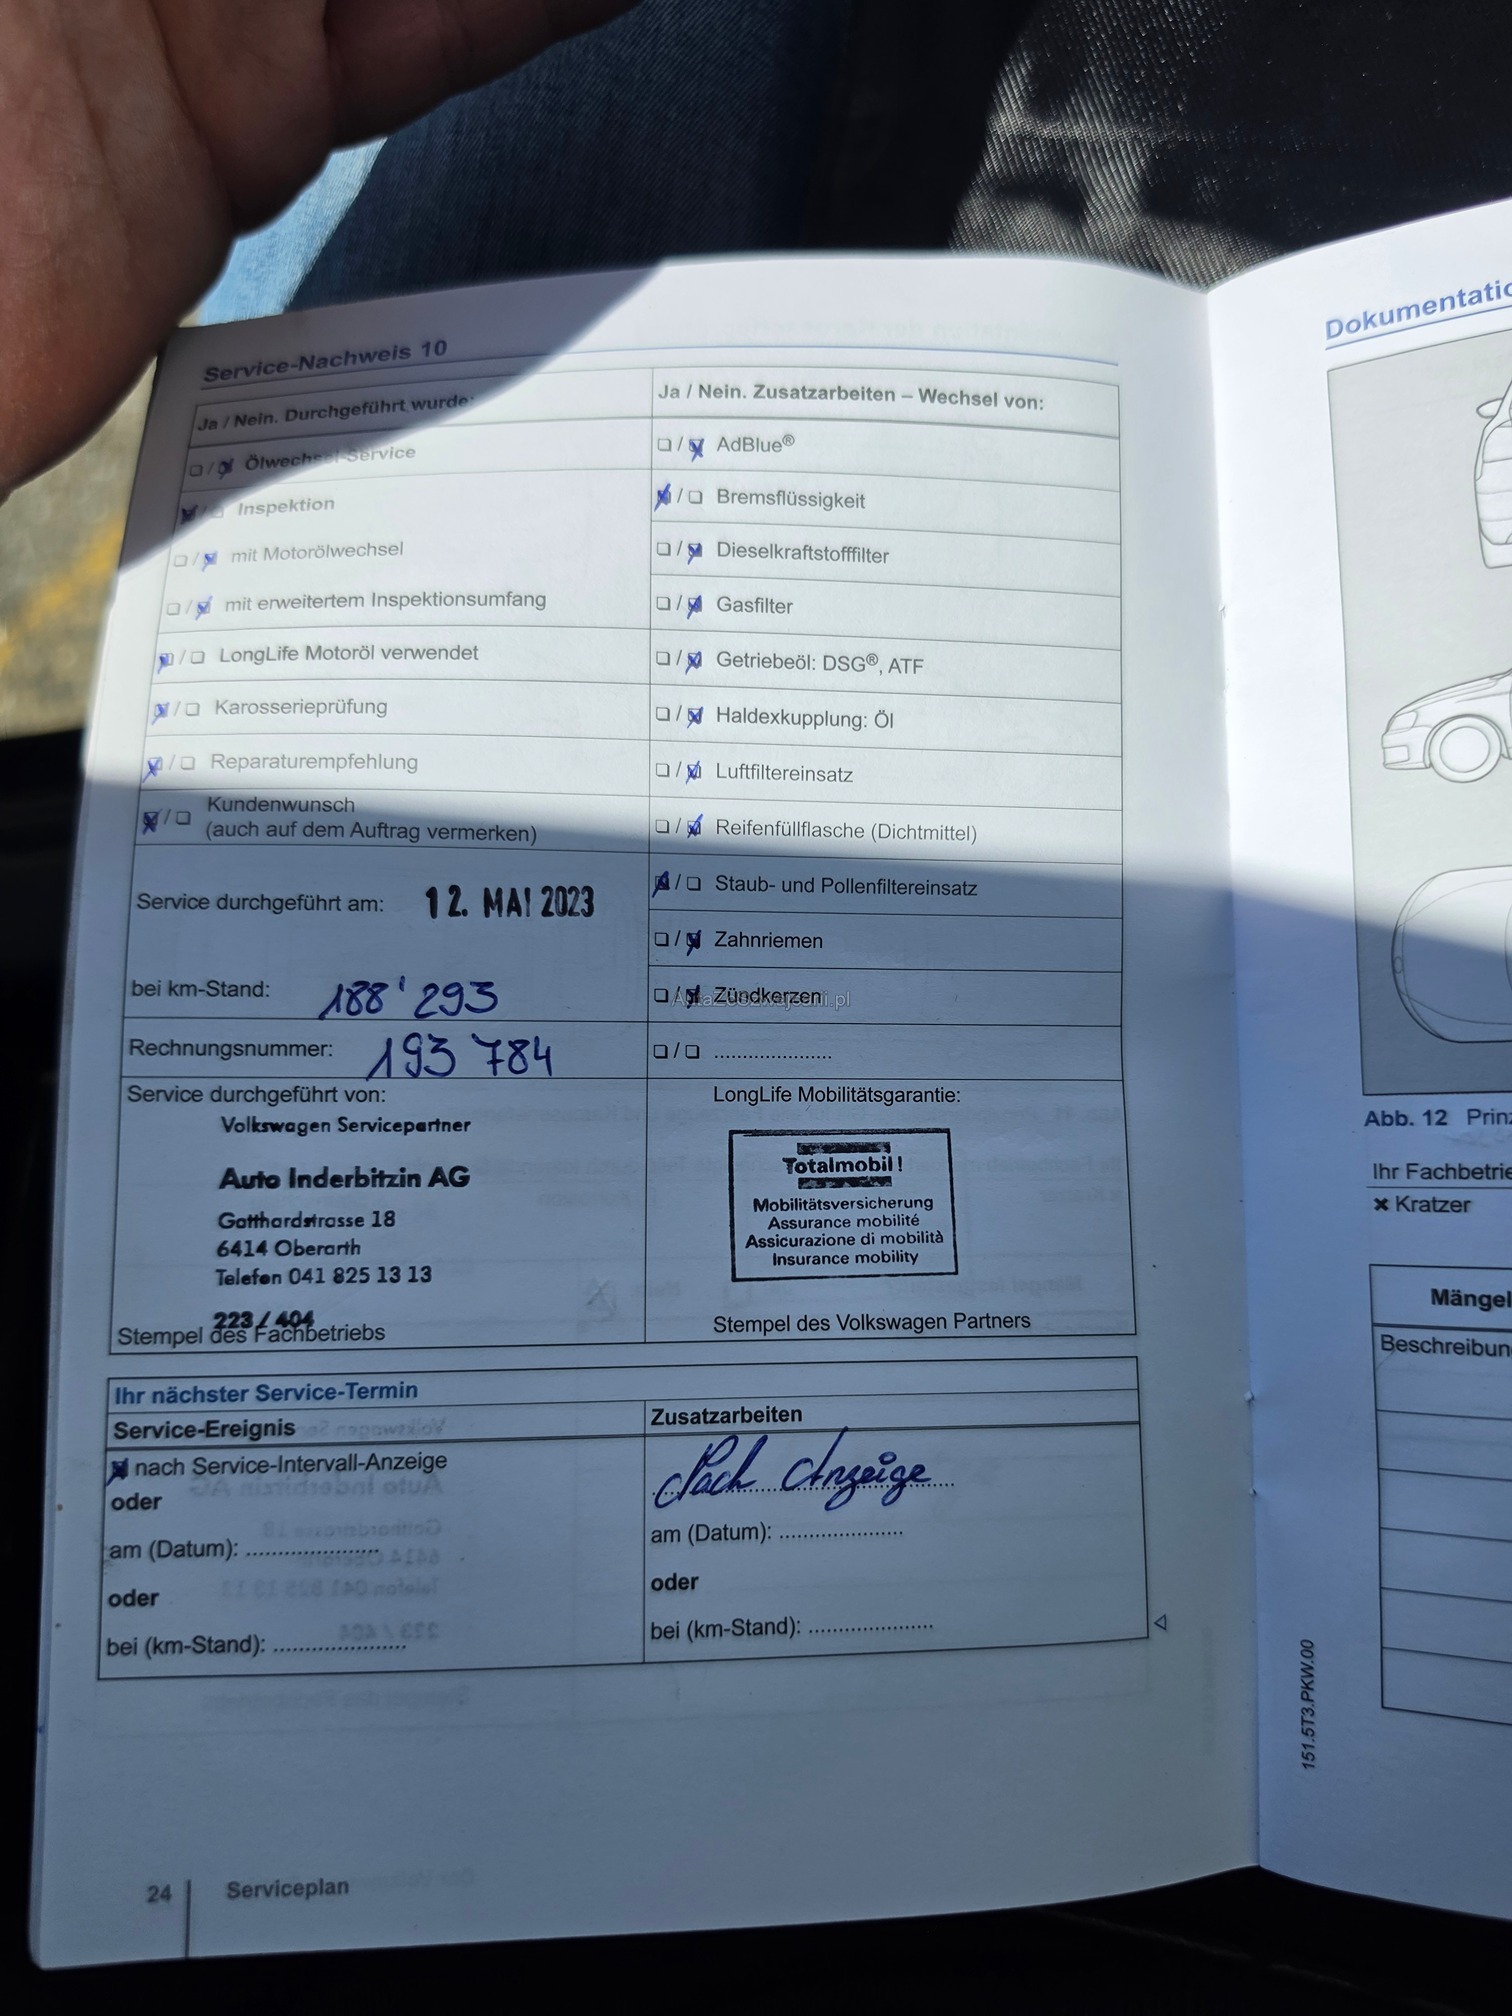 Service-Nachweis 10
Ja / Nein. Durchgeführt wurde:
❑ / ❑ Ölwechsel-Service
❑ / ❑ Inspektion
❑ / ❑ mit Motorölwechsel
❑ / ❑ mit erweitertem Inspektionsumfang
❑ / ❑ LongLife Motoröl verwendet
❑ / ❑ Karosserieprüfung
❑ / ❑ Reparaturempfehlung
❑ / ❑ Kundenwunsch
(auch auf dem Auftrag vermerken)
Service durchgeführt am: 12. MAI 2023
bei km-Stand: 188'293
Rechnungsnummer: 193 784
Service durchgeführt von:
Volkswagen Servicepartner
Auto Inderbitzin AG
Gotthardstrasse 18
6414 Oberarth
Telefon 041 825 13 13
223 / 404
Stempel des Fachbetriebs
Ja / Nein. Zusatzarbeiten – Wechsel von:
❑ / ❑ AdBlue®
❑ / ❑ Bremsflüssigkeit
❑ / ❑ Dieselkraftstofffilter
❑ / ❑ Gasfilter
❑ / ❑ Getriebeöl: DSG®, ATF
❑ / ❑ Haldexkupplung: Öl
❑ / ❑ Luftfiltereinsatz
❑ / ❑ Reifenfüllflasche (Dichtmittel)
❑ / ❑ Staub- und Pollenfiltereinsatz
❑ / ❑ Zahnriemen
❑ / ❑ Zündkerzen
❑ / ❑ .....................
LongLife Mobilitätsgarantie:
Totalmobil!
Mobilitätsversicherung
Assurance mobilité
Assicurazione di mobilità
Insurance mobility
Stempel des Volkswagen Partners
Ihr nächster Service-Termin
Service-Ereignis
nach Service-Intervall-Anzeige
oder
am (Datum): ......................
oder
bei (km-Stand): ......................
Zusatzarbeiten
Nach Anzeige
am (Datum): .....................
oder
bei (km-Stand): .....................
24 Serviceplan
Dokumentatio
Abb. 12 Prinz
Ihr Fachbetrie
✖ Kratzer
Mängel
Beschreibun
151.5T3.PKW.00